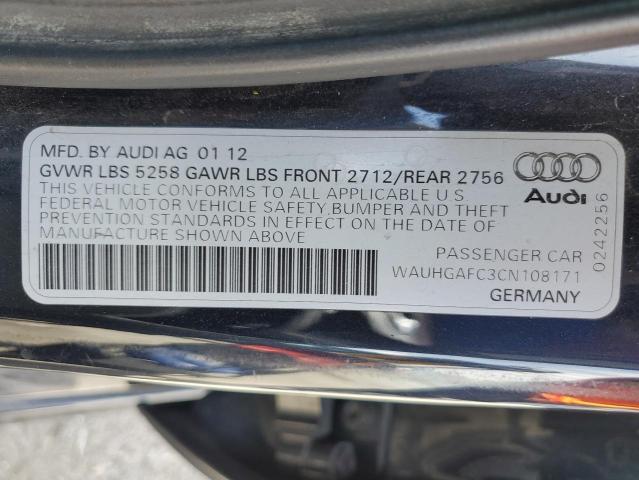 MFD. BY AUDI AG 01 12
GVWR LBS 5258 GAWR LBS FRONT 2712/REAR 2756
THIS VEHICLE CONFORMS TO ALL APPLICABLE U.S.
FEDERAL MOTOR VEHICLE SAFETY, BUMPER AND THEFT
PREVENTION STANDARDS IN EFFECT ON THE DATE OF
MANUFACTURE SHOWN ABOVE
Audi
PASSENGER CAR
WAUHGAFC3CN108171
GERMANY
0242256